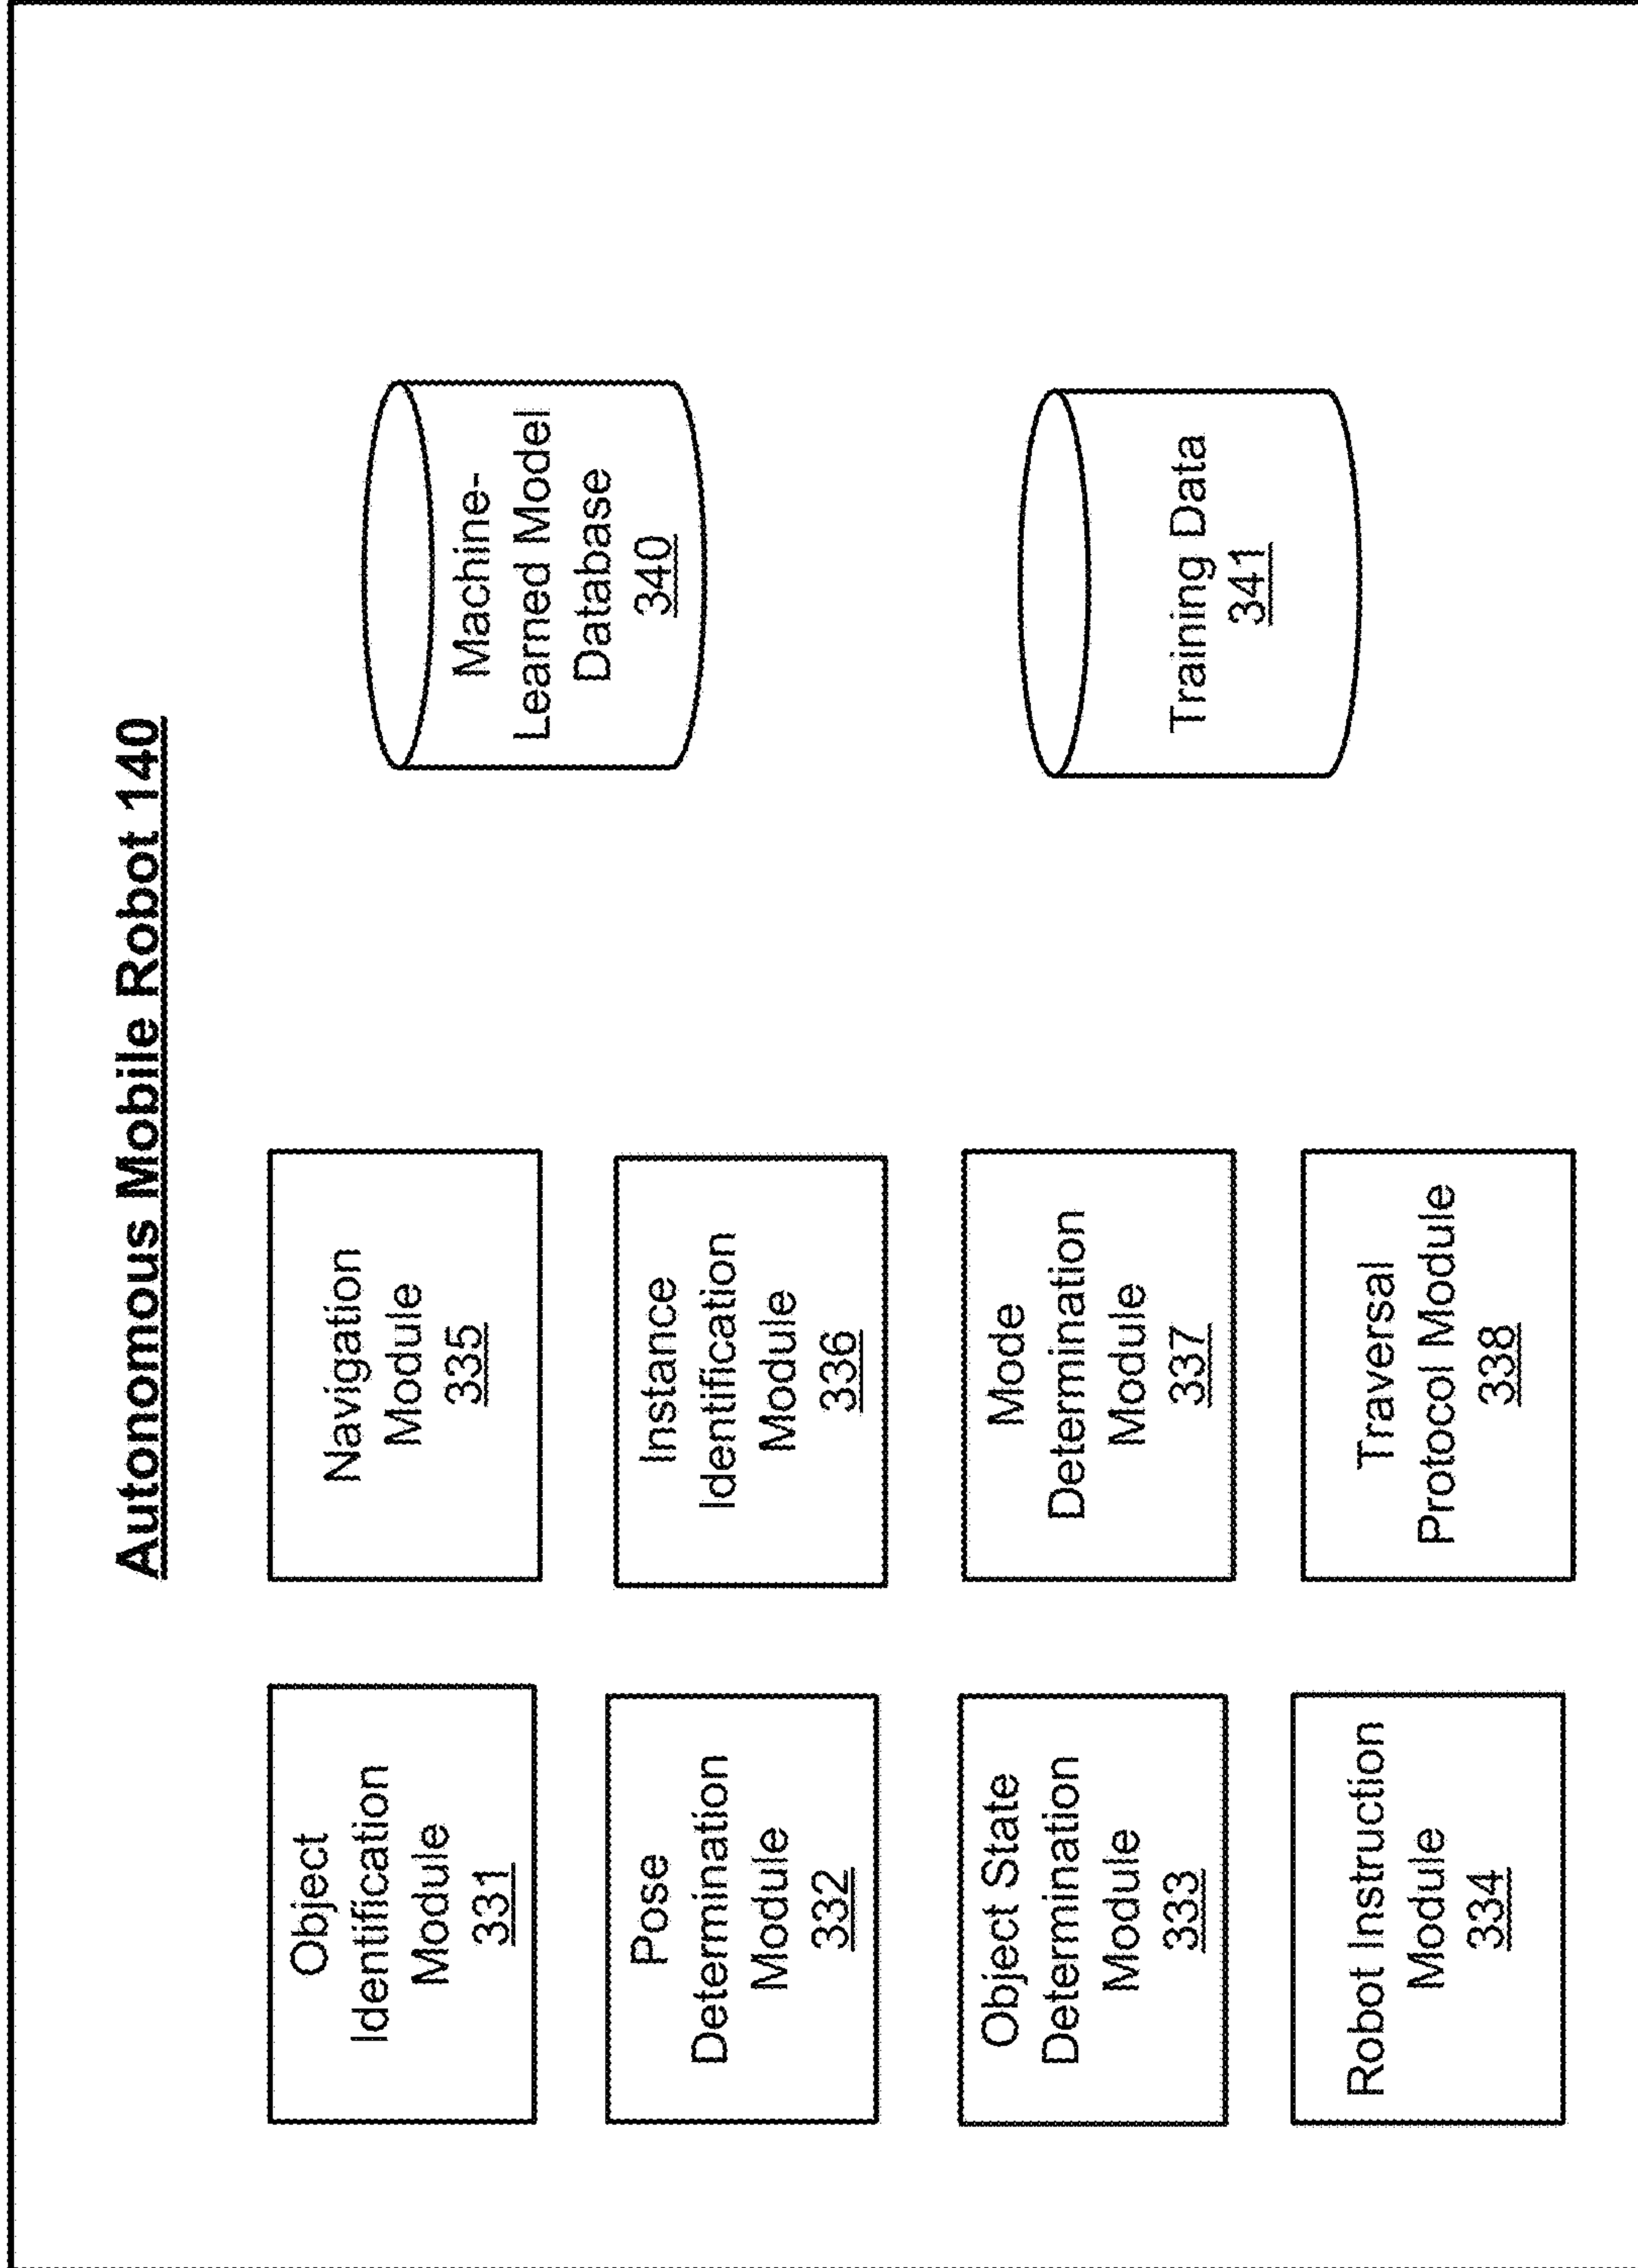 Autonomous Mobile Robot 140
Object
Identification
Module
331
Pose
Determination
Module
332
Object State
Determination
Module
333
Robot Instruction
Module
334
Navigation
Module
335
Instance
Identification
Module
336
Mode
Determination
Module
337
Traversal
Protocol Module
338
Machine-
Learned Model
Database
340
Training Data
341